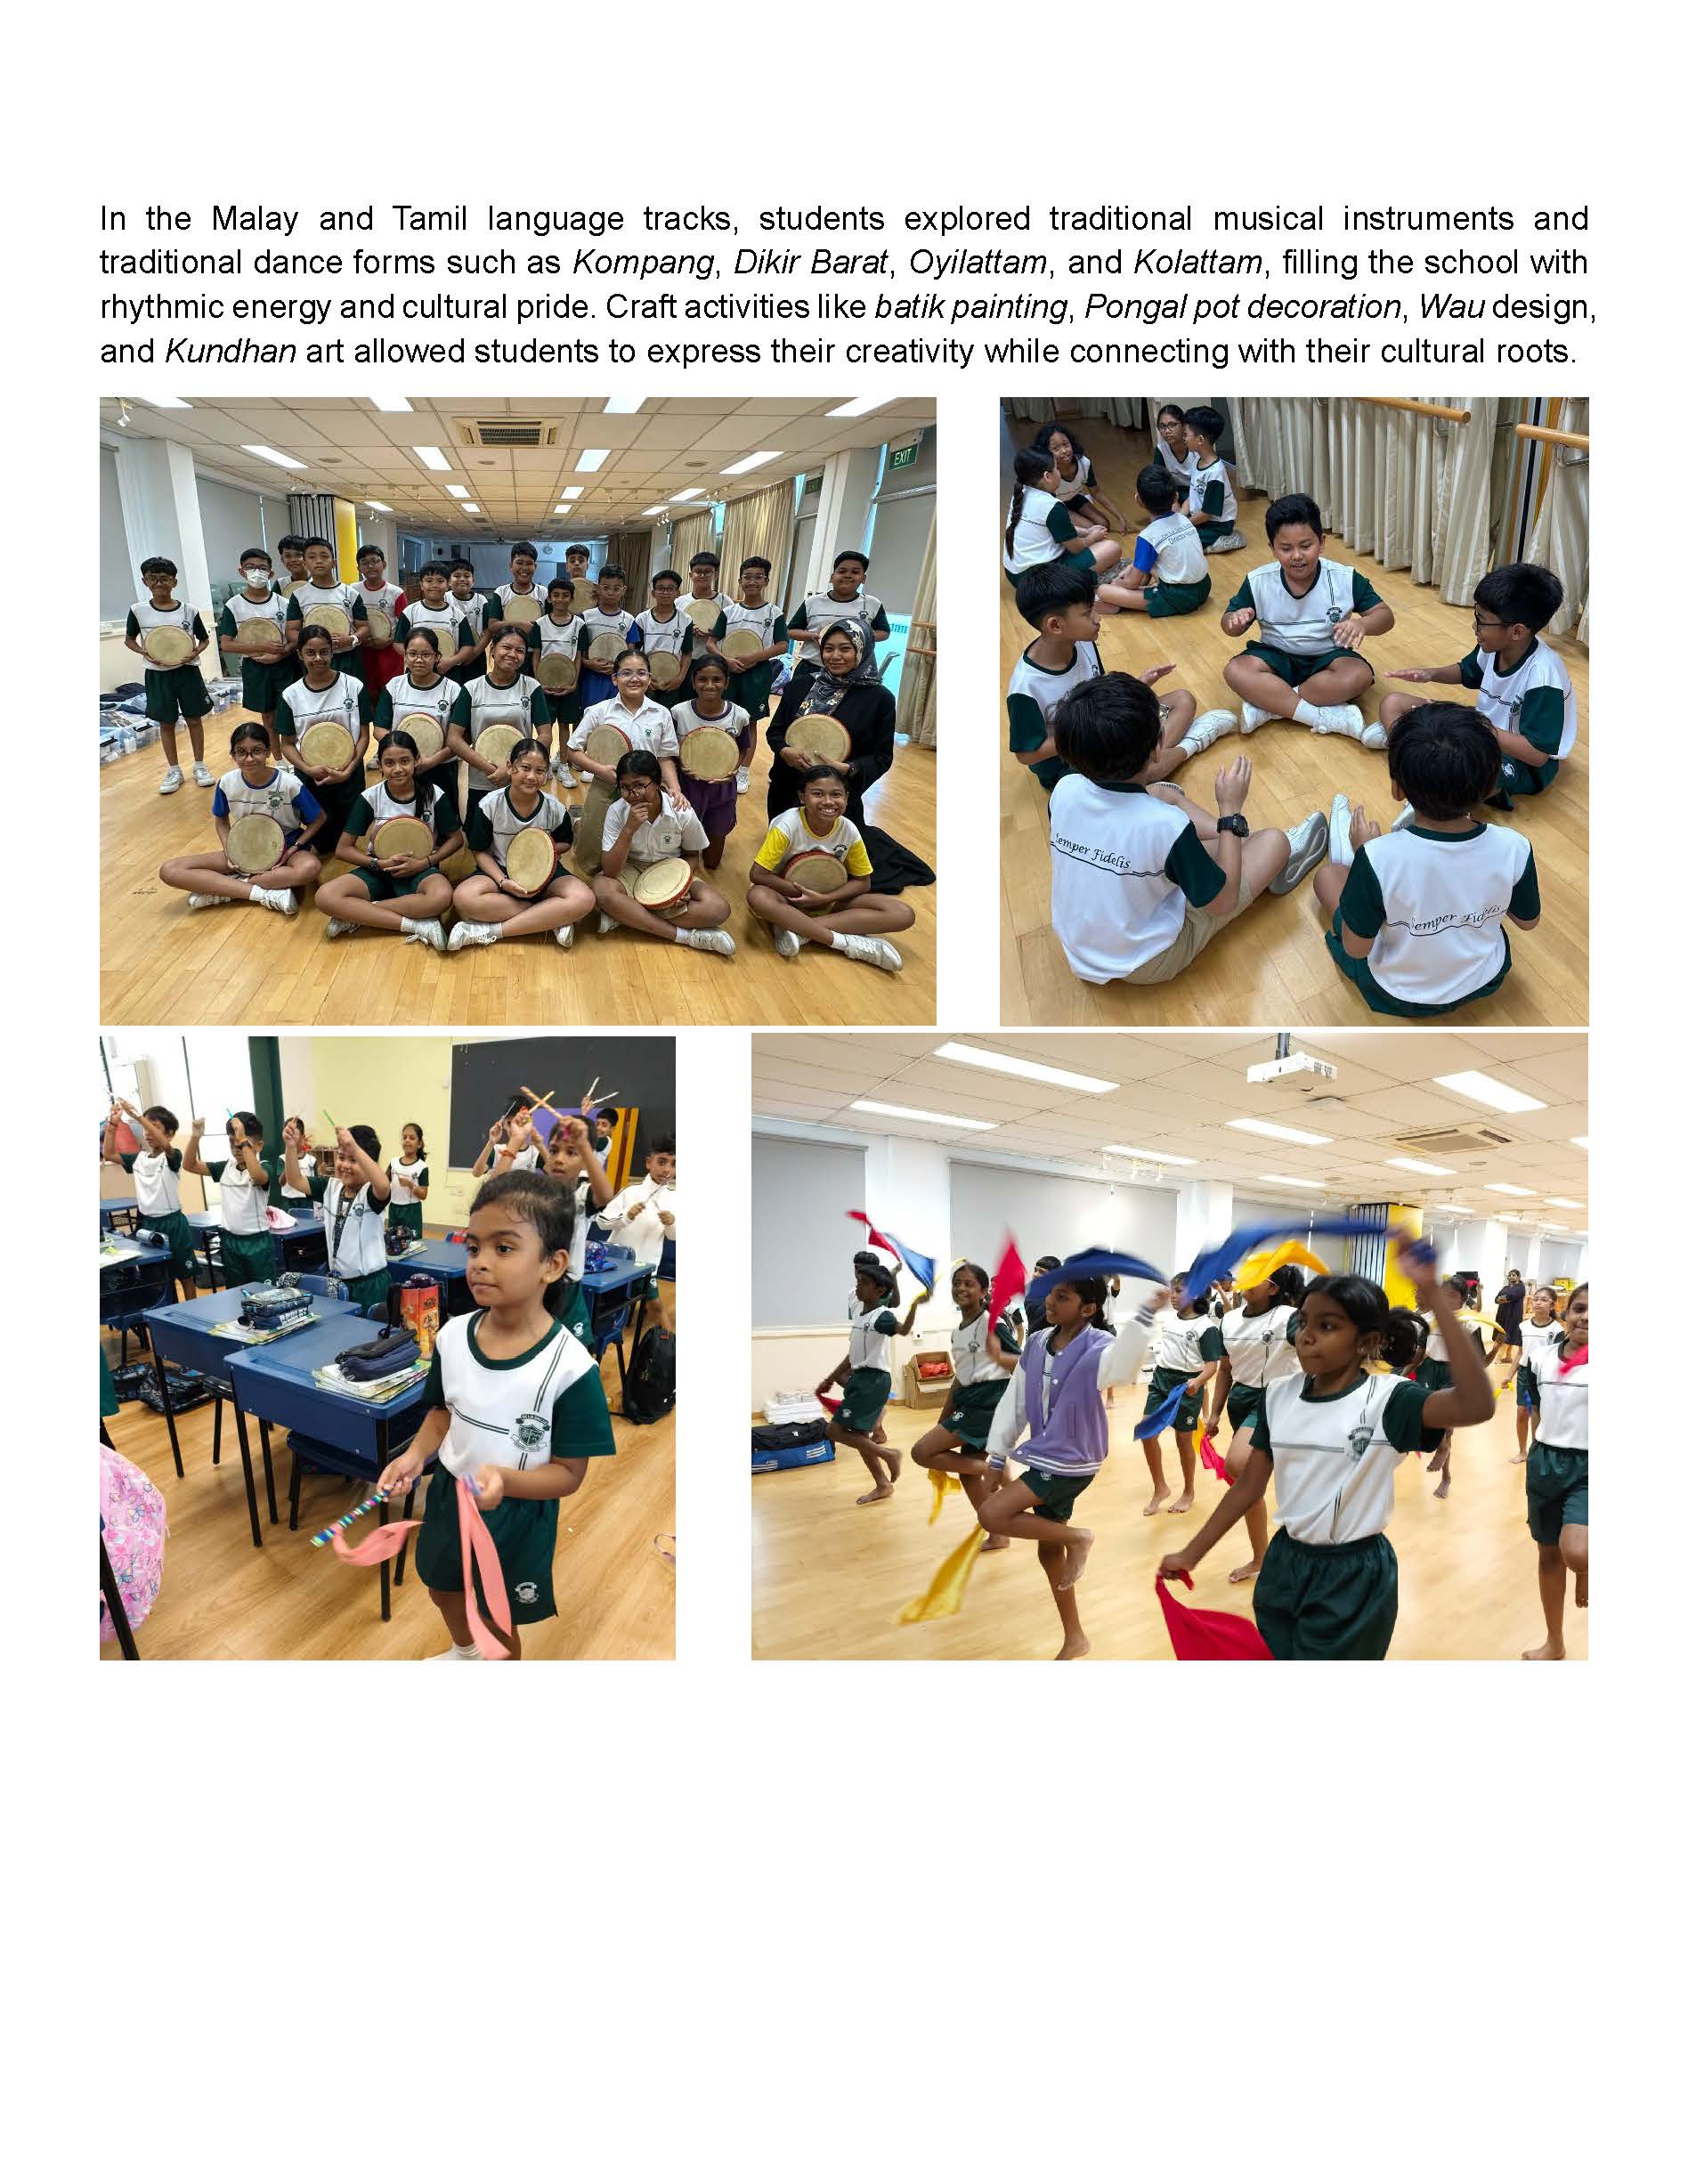 In the Malay and Tamil language tracks, students explored traditional musical instruments and
traditional dance forms such as Kompang, Dikir Barat, Oyilattam, and Kolattam, filling the school with
rhythmic energy and cultural pride. Craft activities like batik painting, Pongal pot decoration, Wau design,
and Kundhan art allowed students to express their creativity while connecting with their cultural roots.
EXIT
Semper Fidelis
Semper Fidelis